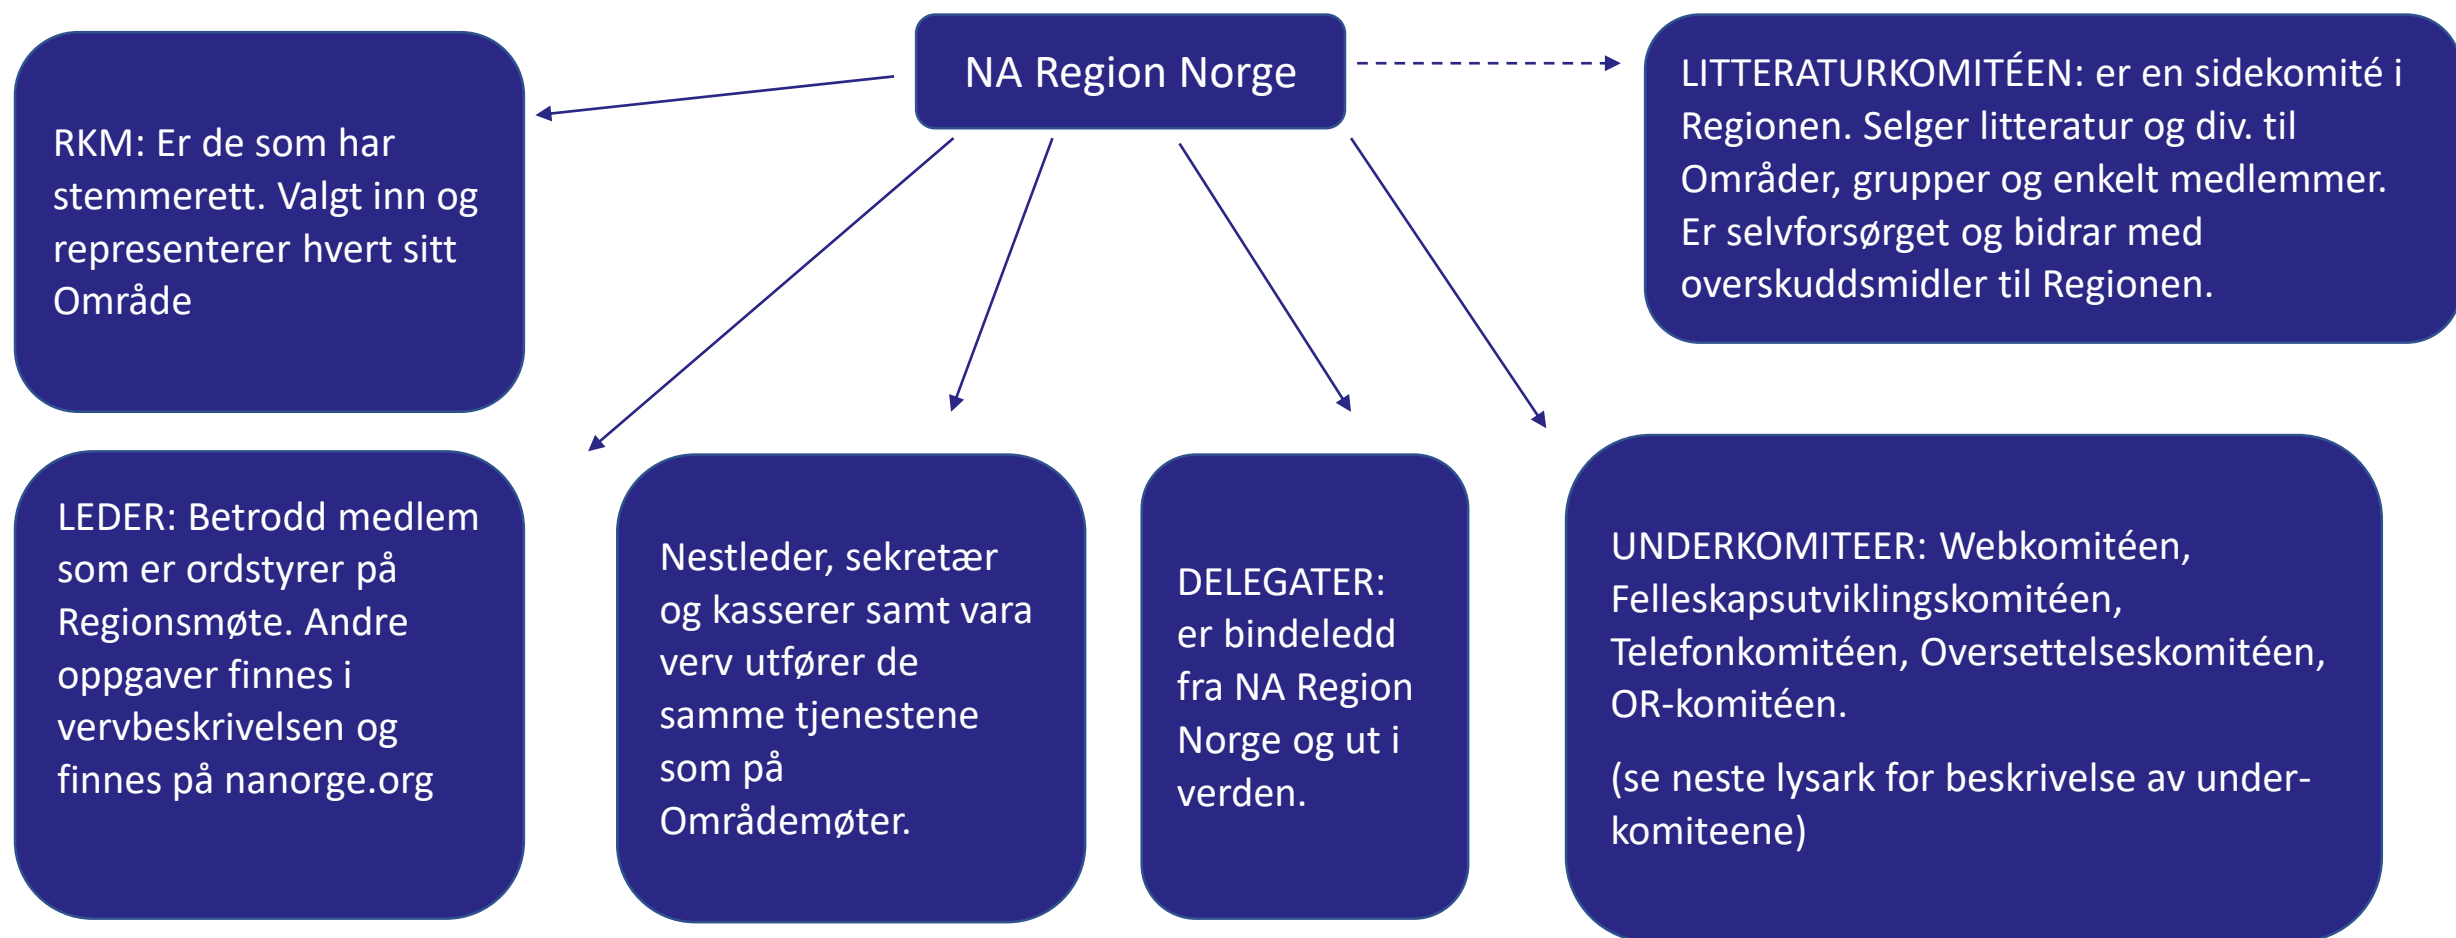 NA Region Norge
RKM: Er de som har
stemmerett. Valgt inn og
representerer hvert sitt
Område
LITTERATURKOMITÉEN: er en sidekomité i
Regionen. Selger litteratur og div. til
Områder, grupper og enkelt medlemmer.
Er selvforsørget og bidrar med
overskuddsmidler til Regionen.
LEDER: Betrodd medlem
som er ordstyrer på
Regionsmøte. Andre
oppgaver finnes i
vervbeskrivelsen og
finnes på nanorge.org
Nestleder, sekretær
og kasserer samt vara
verv utfører de
samme tjenestene
som på
Områdemøter.
DELEGATER:
er bindeledd
fra NA Region
Norge og ut i
verden.
UNDERKOMITEER: Webkomitéen,
Felleskapsutviklingskomitéen,
Telefonkomitéen, Oversettelseskomitéen,
OR-komitéen.
(se neste lysark for beskrivelse av under-
komiteene)